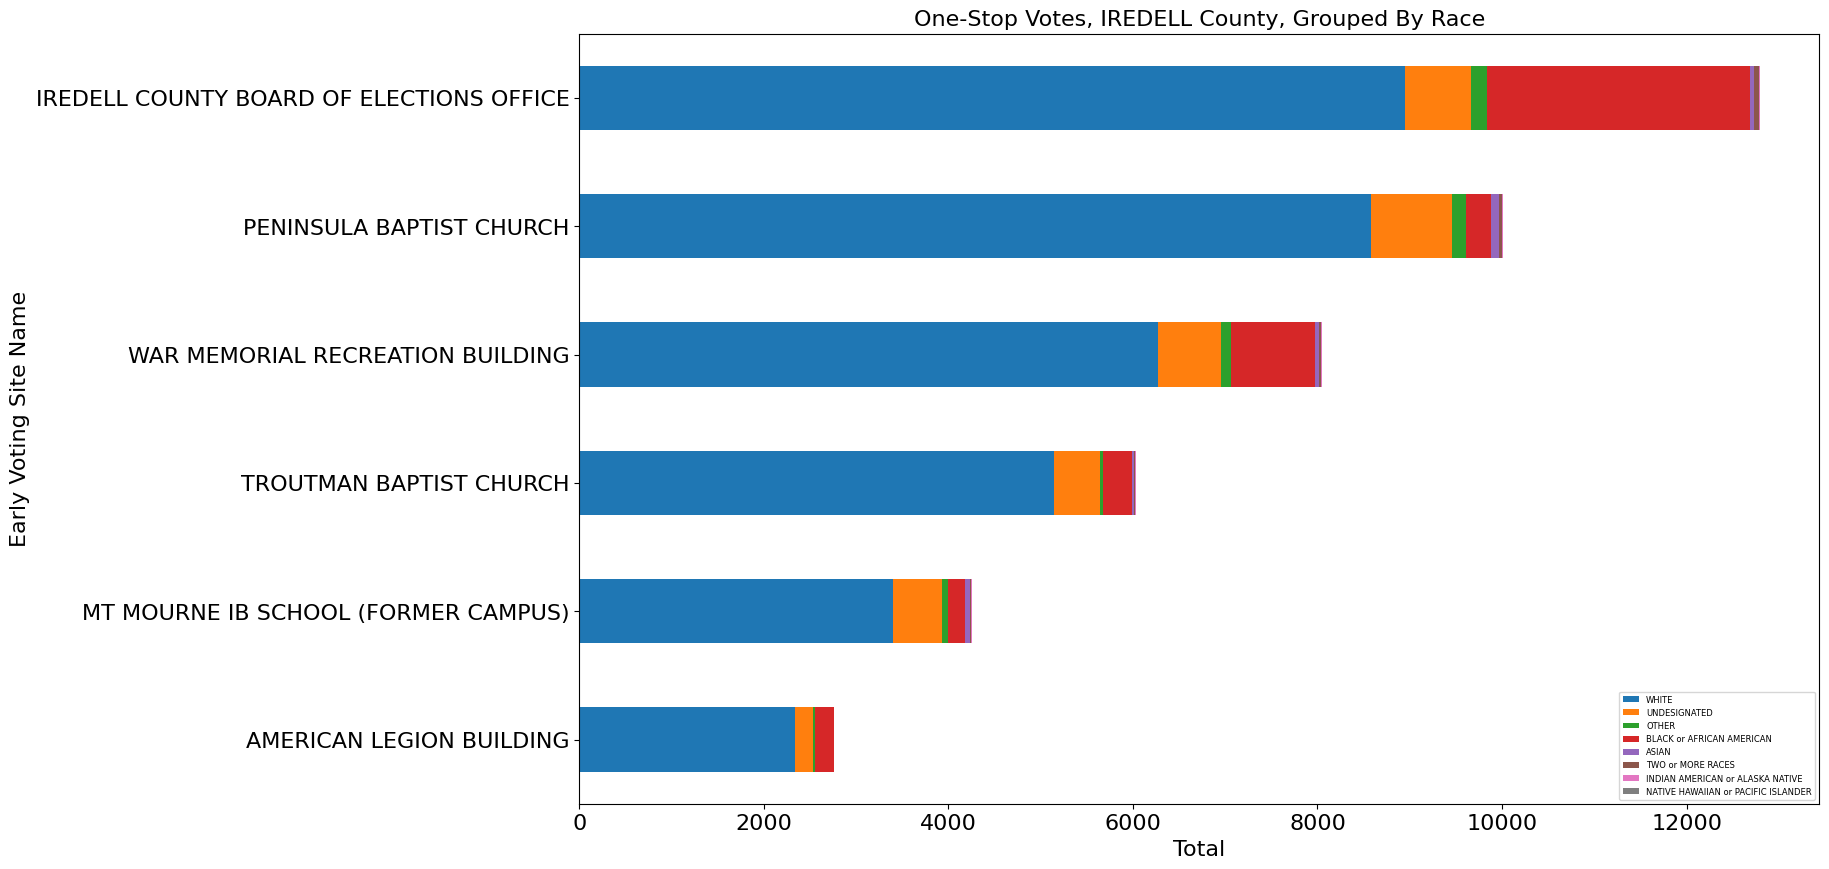 One-Stop Votes, IREDELL County, Grouped By Race
Early Voting Site Name
IREDELL COUNTY BOARD OF ELECTIONS OFFICE
PENINSULA BAPTIST CHURCH
WAR MEMORIAL RECREATION BUILDING
TROUTMAN BAPTIST CHURCH
MT MOURNE IB SCHOOL (FORMER CAMPUS)
AMERICAN LEGION BUILDING
WHITE
UNDESIGNATED
OTHER
BLACK or AFRICAN AMERICAN
ASIAN
TWO or MORE RACES
INDIAN AMERICAN or ALASKA NATIVE
NATIVE HAWAIIAN or PACIFIC ISLANDER
0 2000 4000 6000 8000 10000 12000
Total